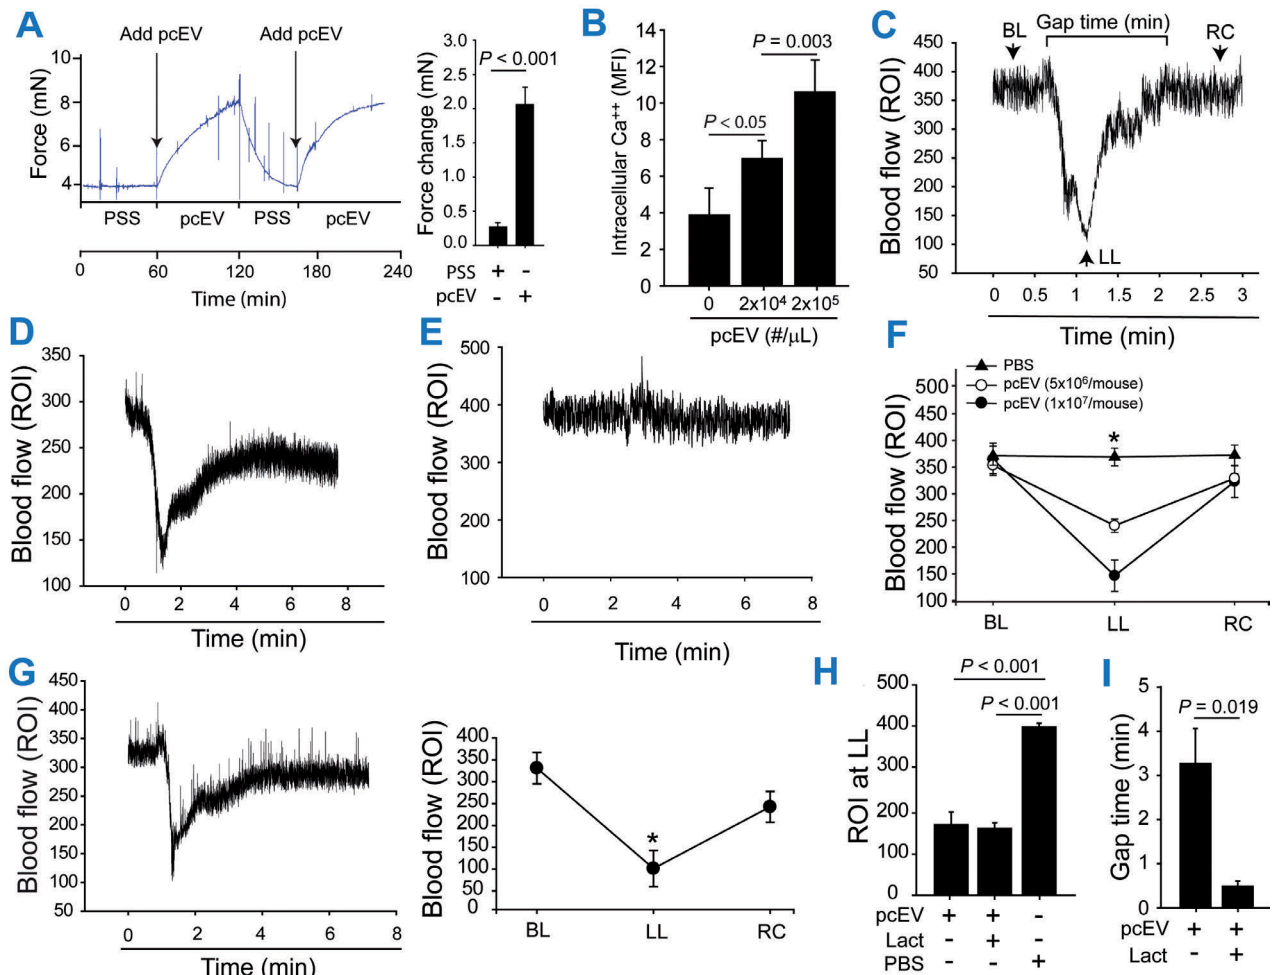 A
Add pcEV
Add pcEV
Force (mN)
10
8
6
4
PSS
pcEV
PSS
pcEV
0
60
120
180
240
Time (min)
P < 0.001
Force change (mN)
3.0
2.5
2.0
1.5
1.0
0.5
0.0
PSS + -
pcEV - +
B
P = 0.003
P < 0.05
Intracellular Ca++ (MFI)
14
12
10
8
6
4
2
0
0
2x10⁴
2x10⁵
pcEV (#/μL)
C
BL
Gap time (min)
RC
Blood flow (ROI)
450
400
350
300
250
200
150
100
50
LL
0
0.5
1
1.5
2
2.5
3
Time (min)
D
Blood flow (ROI)
350
300
250
200
150
100
0
2
4
6
8
Time (min)
E
Blood flow (ROI)
500
400
300
200
100
0
2
4
6
8
Time (min)
F
PBS
pcEV (5x10⁶/mouse)
pcEV (1x10⁷/mouse)
Blood flow (ROI)
500
450
400
350
300
250
200
150
100
*
BL
LL
RC
G
Blood flow (ROI)
450
400
350
300
250
200
150
100
50
0
2
4
6
8
Time (min)
Blood flow (ROI)
350
300
250
200
150
100
50
0
*
BL
LL
RC
H
P < 0.001
P < 0.001
ROI at LL
500
400
300
200
100
0
pcEV + + -
Lact - + -
PBS - - +
I
P = 0.019
Gap time (min)
5
4
3
2
1
0
pcEV + +
Lact - +